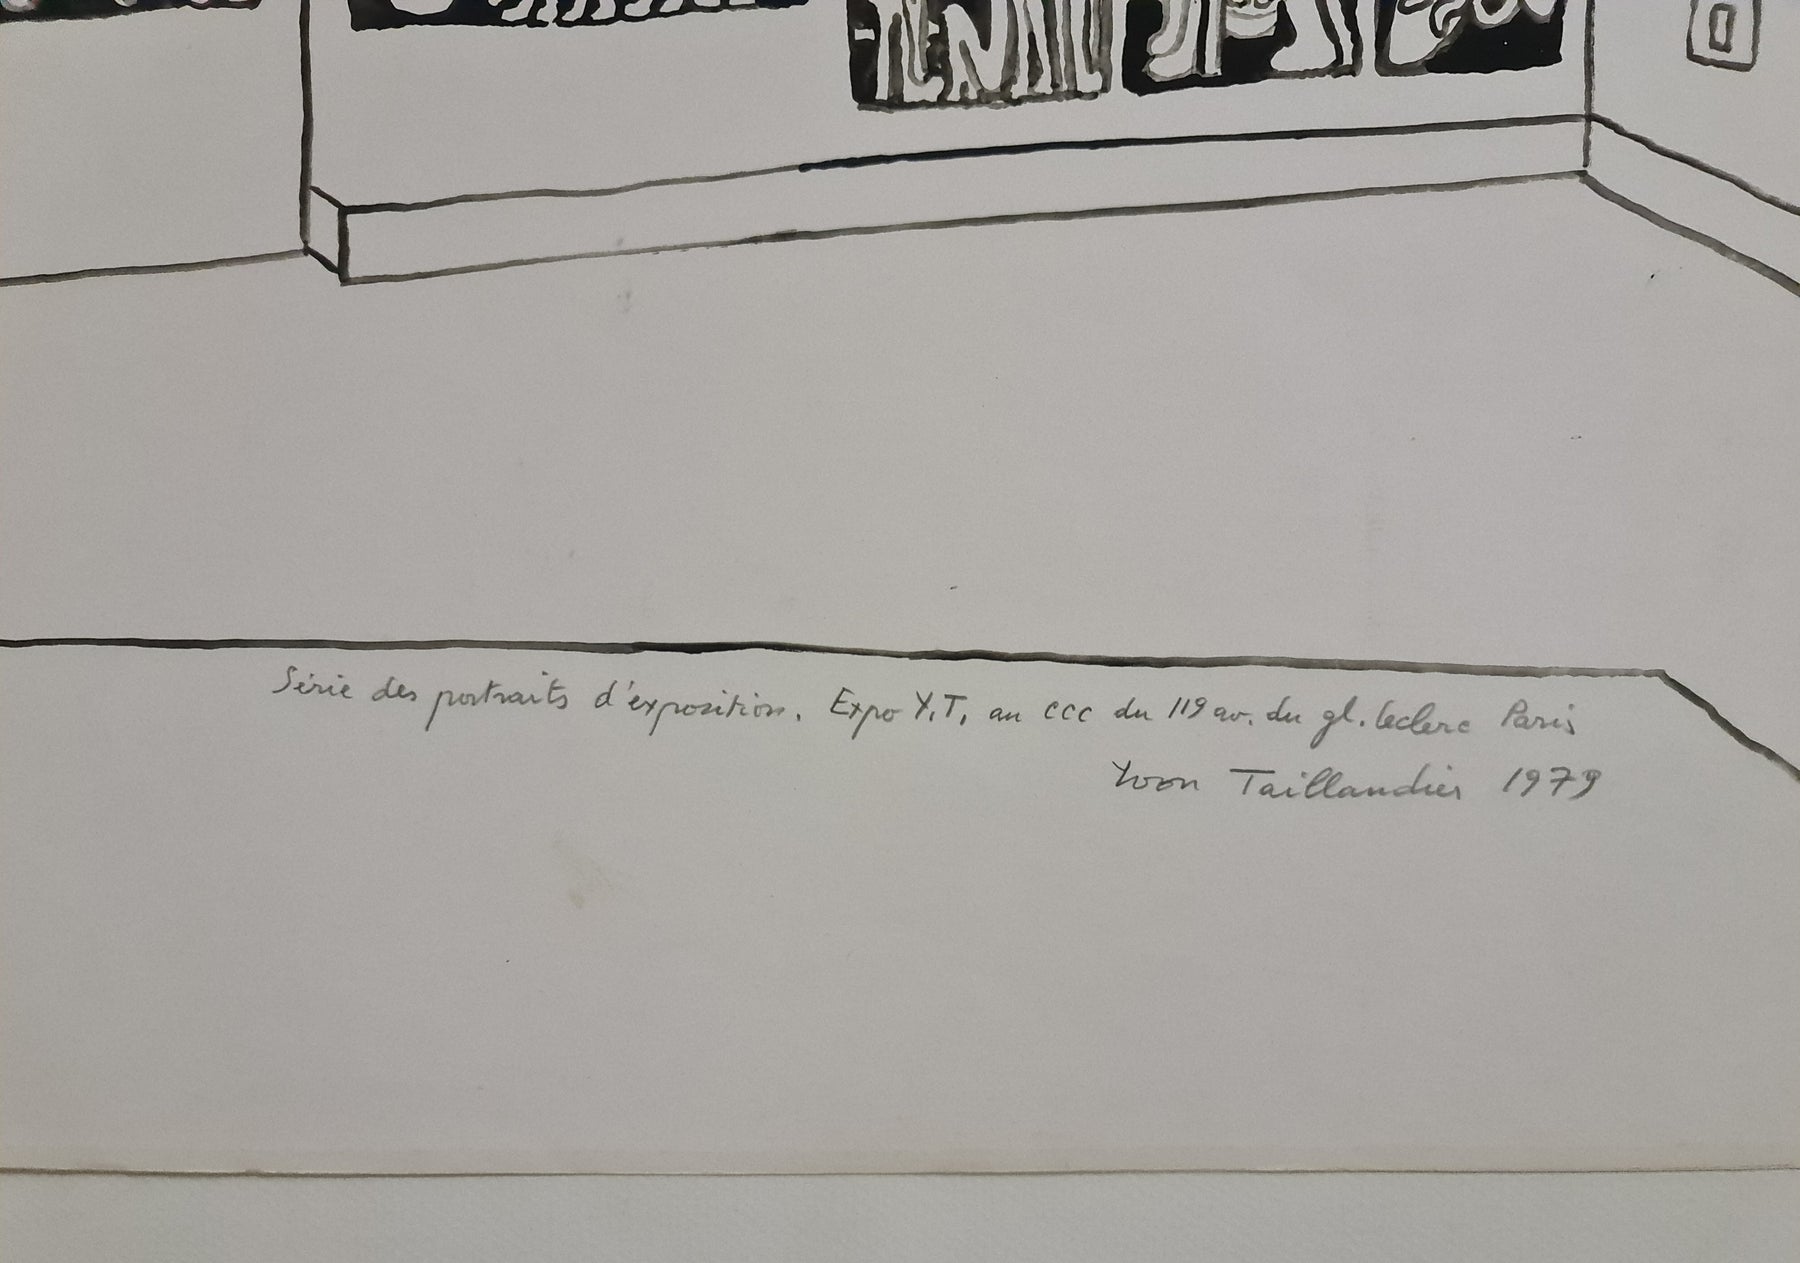 Série des portraits d'exposition. Expo Y.T. au ccc du 119 av. du gl. leclerc Paris
Yvon Taillandier 1979